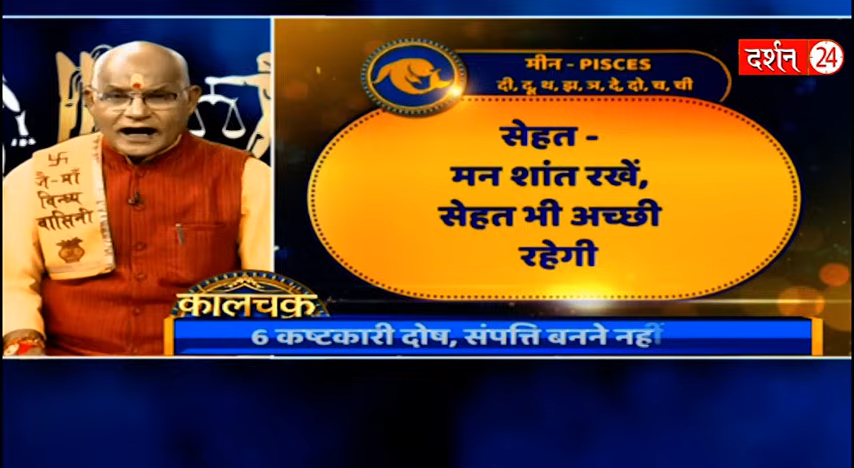 मीन - PISCES
दी, दू, थ, झ, ञ, दे, दो, च, ची
दर्शन 24
सेहत -
मन शांत रखें,
सेहत भी अच्छी
रहेगी
जै-माँ
विन्ध्य
बासिनी
कालचक्र
6 कष्टकारी दोष, संपत्ति बनने नहीं